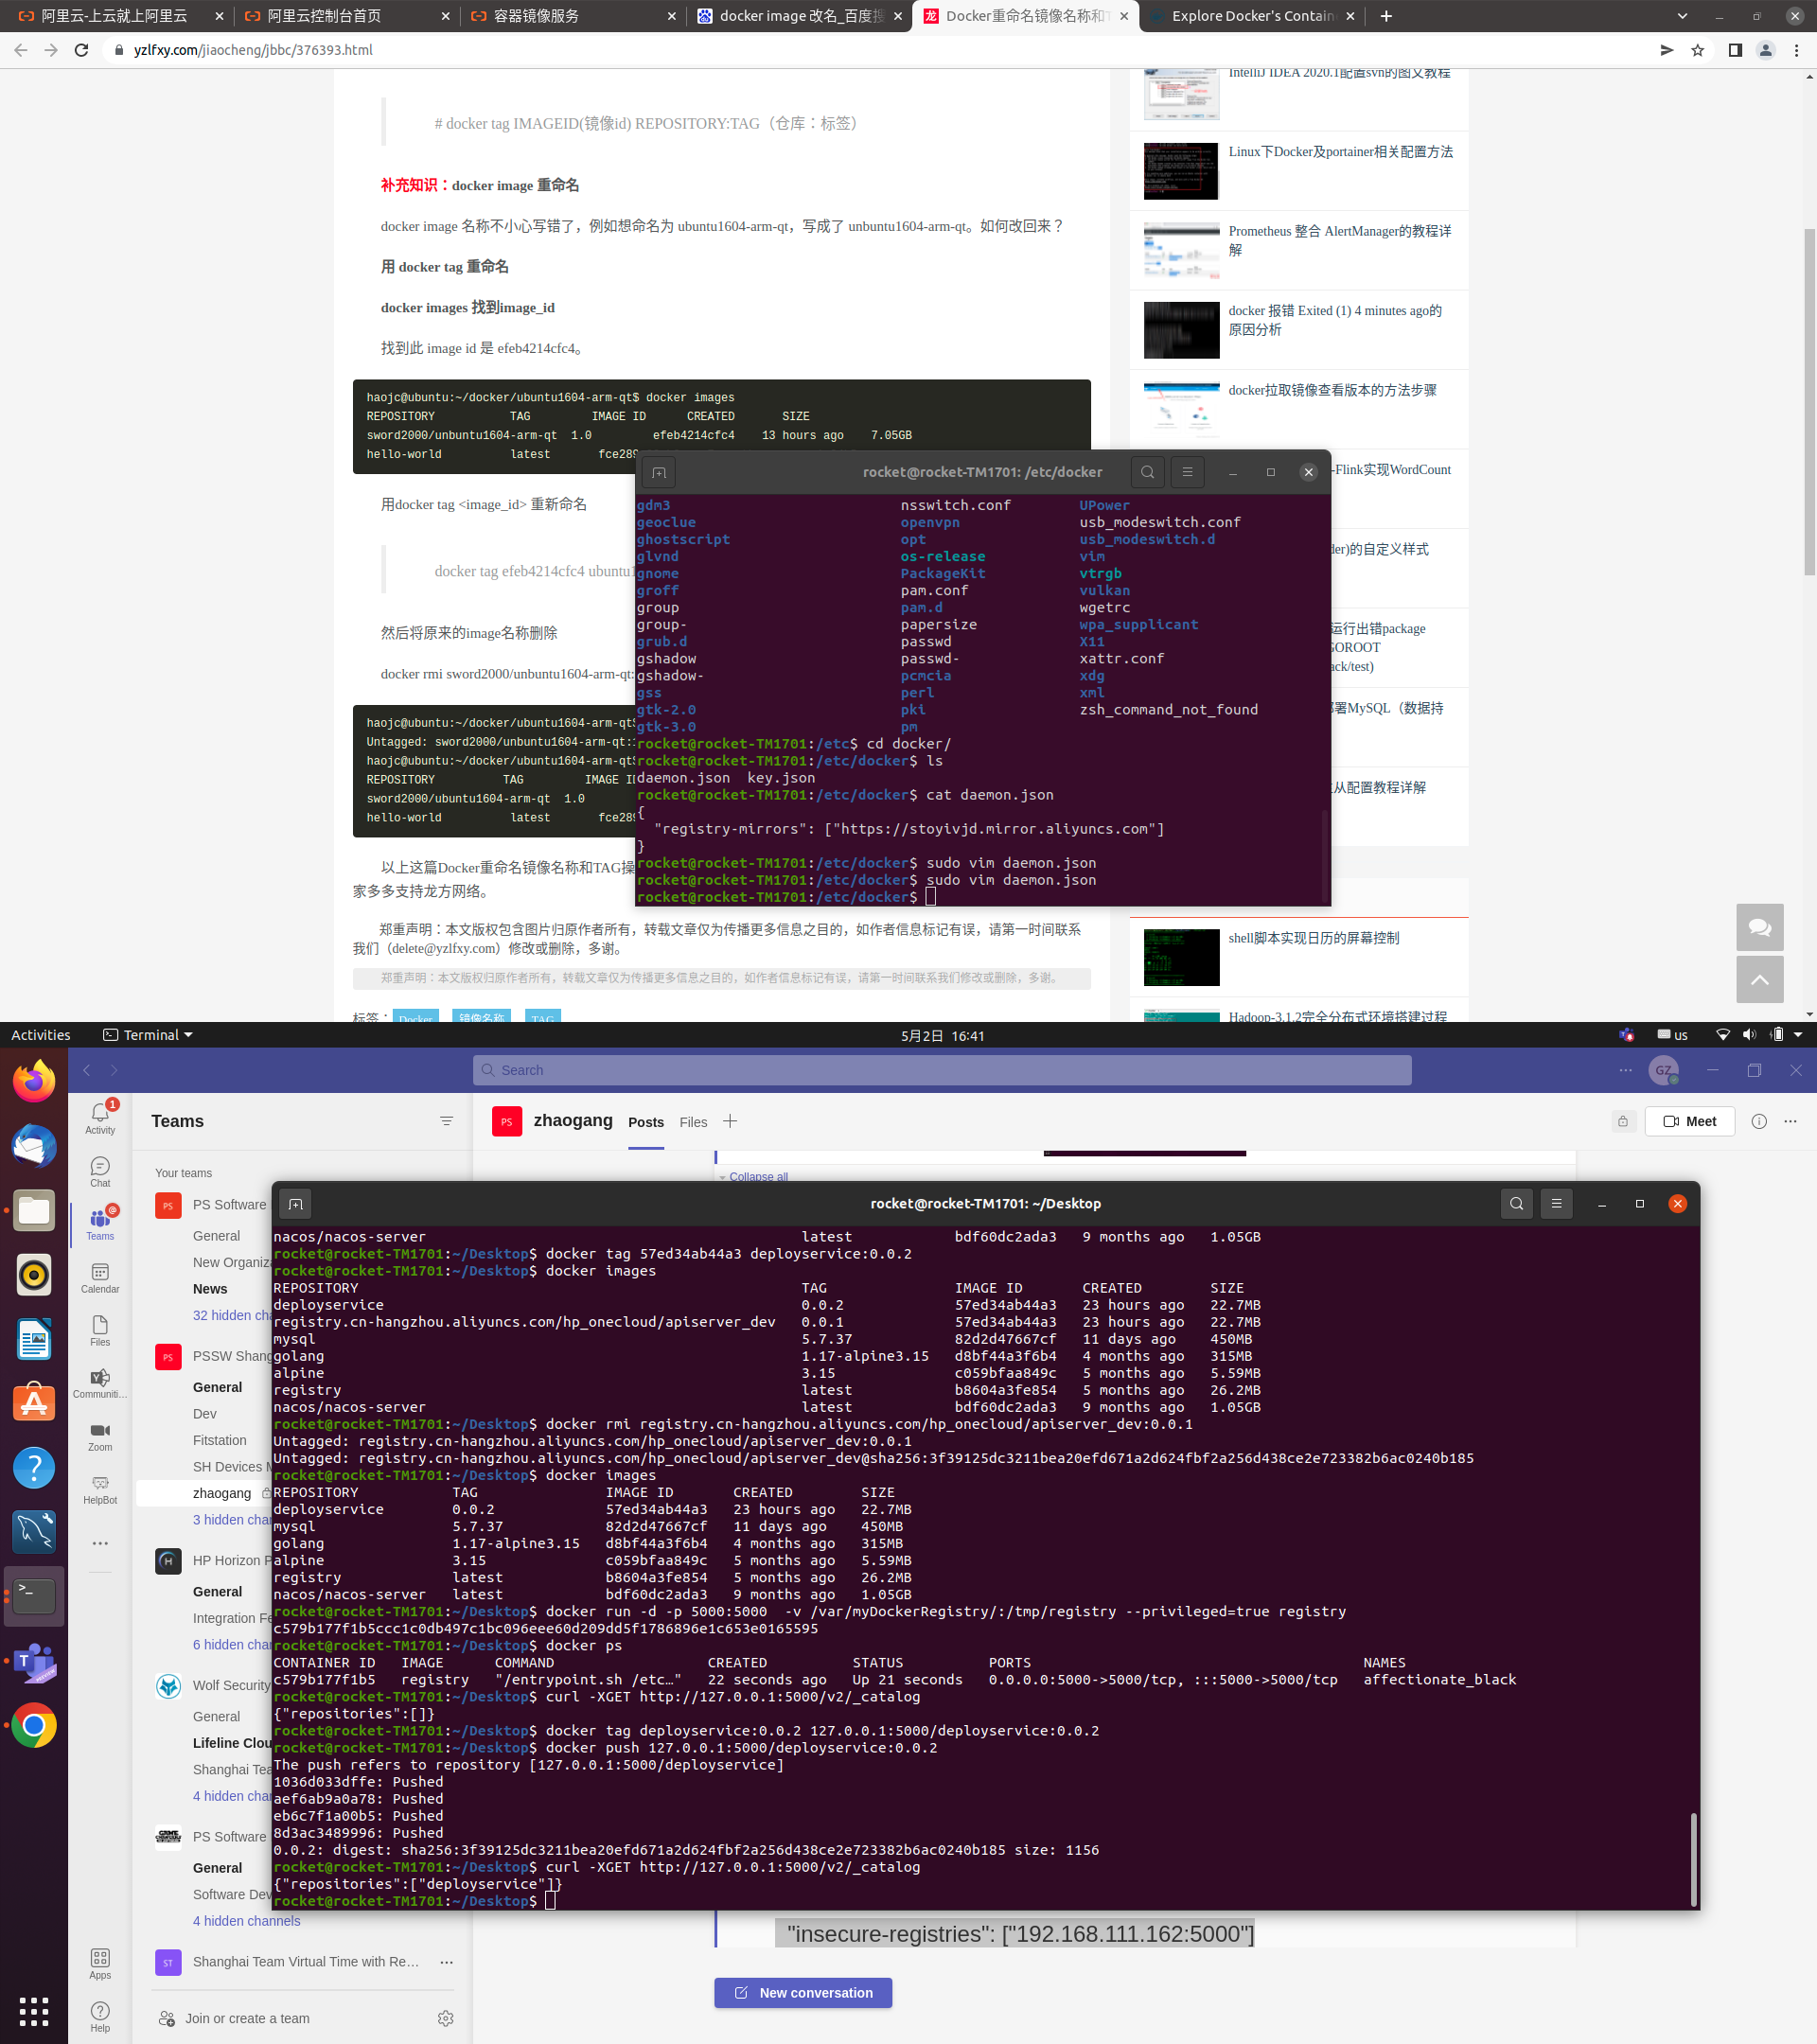 阿里云-上云就上阿里云
阿里云控制台首页
容器镜像服务
docker image 改名_百度搜
Docker重命名镜像名称和T
Explore Docker's Contain
yzlfxy.com/jiaocheng/jbbc/376393.html
# docker tag IMAGEID(镜像id) REPOSITORY:TAG（仓库：标签）
补充知识：docker image 重命名
docker image 名称不小心写错了，例如想命名为 ubuntu1604-arm-qt，写成了 unbuntu1604-arm-qt。如何改回来？
用 docker tag 重命名
docker images 找到image_id
找到此 image id 是 efeb4214cfc4。
haojc@ubuntu:~/docker/ubuntu1604-arm-qt$ docker images
REPOSITORY TAG IMAGE ID CREATED SIZE
sword2000/unbuntu1604-arm-qt 1.0 efeb4214cfc4 13 hours ago 7.05GB
hello-world latest fce289
用docker tag <image_id> 重新命名
docker tag efeb4214cfc4 ubuntu1
然后将原来的image名称删除
docker rmi sword2000/unbuntu1604-arm-qt:
haojc@ubuntu:~/docker/ubuntu1604-arm-qt$
Untagged: sword2000/unbuntu1604-arm-qt:
haojc@ubuntu:~/docker/ubuntu1604-arm-qt$
REPOSITORY TAG IMAGE ID
sword2000/ubuntu1604-arm-qt 1.0
hello-world latest fce289
以上这篇Docker重命名镜像名称和TAG操
家多多支持龙方网络。
郑重声明：本文版权包含图片归原作者所有，转载文章仅为传播更多信息之目的，如作者信息标记有误，请第一时间联系
我们（delete@yzlfxy.com）修改或删除，多谢。
郑重声明：本文版权归原作者所有，转载文章仅为传播更多信息之目的，如作者信息标记有误，请第一时间联系我们修改或删除，多谢。
标签： Docker 镜像名称 TAG
IntelliJ IDEA 2020.1配置svn的图文教程
Linux下Docker及portainer相关配置方法
Prometheus 整合 AlertManager的教程详
解
docker 报错 Exited (1) 4 minutes ago的
原因分析
docker拉取镜像查看版本的方法步骤
-Flink实现WordCount
der)的自定义样式
运行出错package
GOROOT
ack/test)
署MySQL（数据持
从配置教程详解
shell脚本实现日历的屏幕控制
Hadoop-3.1.2完全分布式环境搭建过程
rocket@rocket-TM1701: /etc/docker
gdm3 nsswitch.conf UPower
geoclue openvpn usb_modeswitch.conf
ghostscript opt usb_modeswitch.d
glvnd os-release vim
gnome PackageKit vtrgb
groff pam.conf vulkan
group pam.d wgetrc
group- papersize wpa_supplicant
grub.d passwd X11
gshadow passwd- xattr.conf
gshadow- pcmcia xdg
gss perl xml
gtk-2.0 pki zsh_command_not_found
gtk-3.0 pm
rocket@rocket-TM1701:/etc$ cd docker/
rocket@rocket-TM1701:/etc/docker$ ls
daemon.json key.json
rocket@rocket-TM1701:/etc/docker$ cat daemon.json
{
"registry-mirrors": ["https://stoyivjd.mirror.aliyuncs.com"]
}
rocket@rocket-TM1701:/etc/docker$ sudo vim daemon.json
rocket@rocket-TM1701:/etc/docker$ sudo vim daemon.json
rocket@rocket-TM1701:/etc/docker$
Activities
Terminal
5月2日 16:41
us
Search
GZ
Activity
1
Chat
Teams
Calendar
Files
Communiti...
Zoom
HelpBot
Apps
Help
Teams
Your teams
PS PS Software
General
New Organiza
News
32 hidden cha
PS PSSW Shang
General
Dev
Fitstation
SH Devices M
zhaogang
3 hidden chan
HP Horizon P
General
Integration Fe
6 hidden chan
Wolf Security
General
Lifeline Clou
Shanghai Tea
4 hidden chan
PS Software
General
Software Dev
4 hidden channels
ST Shanghai Team Virtual Time with Re...
Join or create a team
PS zhaogang Posts Files
Meet
Collapse all
rocket@rocket-TM1701: ~/Desktop
nacos/nacos-server latest bdf60dc2ada3 9 months ago 1.05GB
rocket@rocket-TM1701:~/Desktop$ docker tag 57ed34ab44a3 deployservice:0.0.2
rocket@rocket-TM1701:~/Desktop$ docker images
REPOSITORY TAG IMAGE ID CREATED SIZE
deployservice 0.0.2 57ed34ab44a3 23 hours ago 22.7MB
registry.cn-hangzhou.aliyuncs.com/hp_onecloud/apiserver_dev 0.0.1 57ed34ab44a3 23 hours ago 22.7MB
mysql 5.7.37 82d2d47667cf 11 days ago 450MB
golang 1.17-alpine3.15 d8bf44a3f6b4 4 months ago 315MB
alpine 3.15 c059bfaa849c 5 months ago 5.59MB
registry latest b8604a3fe854 5 months ago 26.2MB
nacos/nacos-server latest bdf60dc2ada3 9 months ago 1.05GB
rocket@rocket-TM1701:~/Desktop$ docker rmi registry.cn-hangzhou.aliyuncs.com/hp_onecloud/apiserver_dev:0.0.1
Untagged: registry.cn-hangzhou.aliyuncs.com/hp_onecloud/apiserver_dev:0.0.1
Untagged: registry.cn-hangzhou.aliyuncs.com/hp_onecloud/apiserver_dev@sha256:3f39125dc3211bea20efd671a2d624fbf2a256d438ce2e723382b6ac0240b185
rocket@rocket-TM1701:~/Desktop$ docker images
REPOSITORY TAG IMAGE ID CREATED SIZE
deployservice 0.0.2 57ed34ab44a3 23 hours ago 22.7MB
mysql 5.7.37 82d2d47667cf 11 days ago 450MB
golang 1.17-alpine3.15 d8bf44a3f6b4 4 months ago 315MB
alpine 3.15 c059bfaa849c 5 months ago 5.59MB
registry latest b8604a3fe854 5 months ago 26.2MB
nacos/nacos-server latest bdf60dc2ada3 9 months ago 1.05GB
rocket@rocket-TM1701:~/Desktop$ docker run -d -p 5000:5000 -v /var/myDockerRegistry/:/tmp/registry --privileged=true registry
c579b177f1b5ccc1c0db497c1bc096eee60d209dd5f1786896e1c653e0165595
rocket@rocket-TM1701:~/Desktop$ docker ps
CONTAINER ID IMAGE COMMAND CREATED STATUS PORTS NAMES
c579b177f1b5 registry "/entrypoint.sh /etc…" 22 seconds ago Up 21 seconds 0.0.0.0:5000->5000/tcp, :::5000->5000/tcp affectionate_black
rocket@rocket-TM1701:~/Desktop$ curl -XGET http://127.0.0.1:5000/v2/_catalog
{"repositories":[]}
rocket@rocket-TM1701:~/Desktop$ docker tag deployservice:0.0.2 127.0.0.1:5000/deployservice:0.0.2
rocket@rocket-TM1701:~/Desktop$ docker push 127.0.0.1:5000/deployservice:0.0.2
The push refers to repository [127.0.0.1:5000/deployservice]
1036d033dffe: Pushed
aef6ab9a0a78: Pushed
eb6c7f1a00b5: Pushed
8d3ac3489996: Pushed
0.0.2: digest: sha256:3f39125dc3211bea20efd671a2d624fbf2a256d438ce2e723382b6ac0240b185 size: 1156
rocket@rocket-TM1701:~/Desktop$ curl -XGET http://127.0.0.1:5000/v2/_catalog
{"repositories":["deployservice"]}
rocket@rocket-TM1701:~/Desktop$
"insecure-registries": ["192.168.111.162:5000"]
New conversation